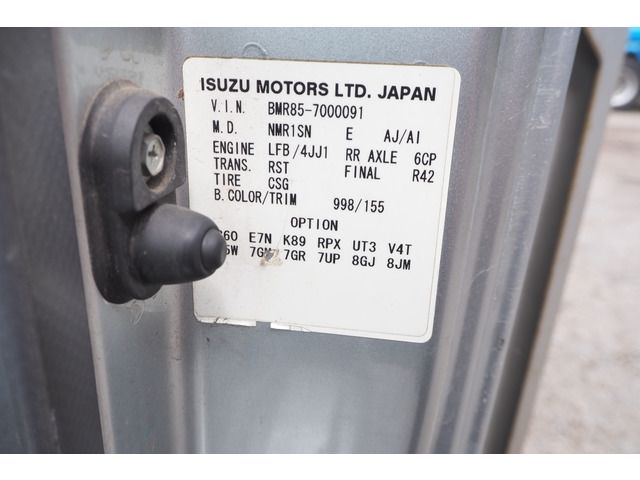 ISUZU MOTORS LTD. JAPAN
V.I.N. BMR85-7000091
M.D. NMR1SN E AJ/AI
ENGINE LFB/4JJ1 RR AXLE 6CP
TRANS. RST FINAL R42
TIRE CSG
B.COLOR/TRIM 998/155
OPTION
E7N K89 RPX UT3 V4T
7GR 7UP 8GJ 8JM